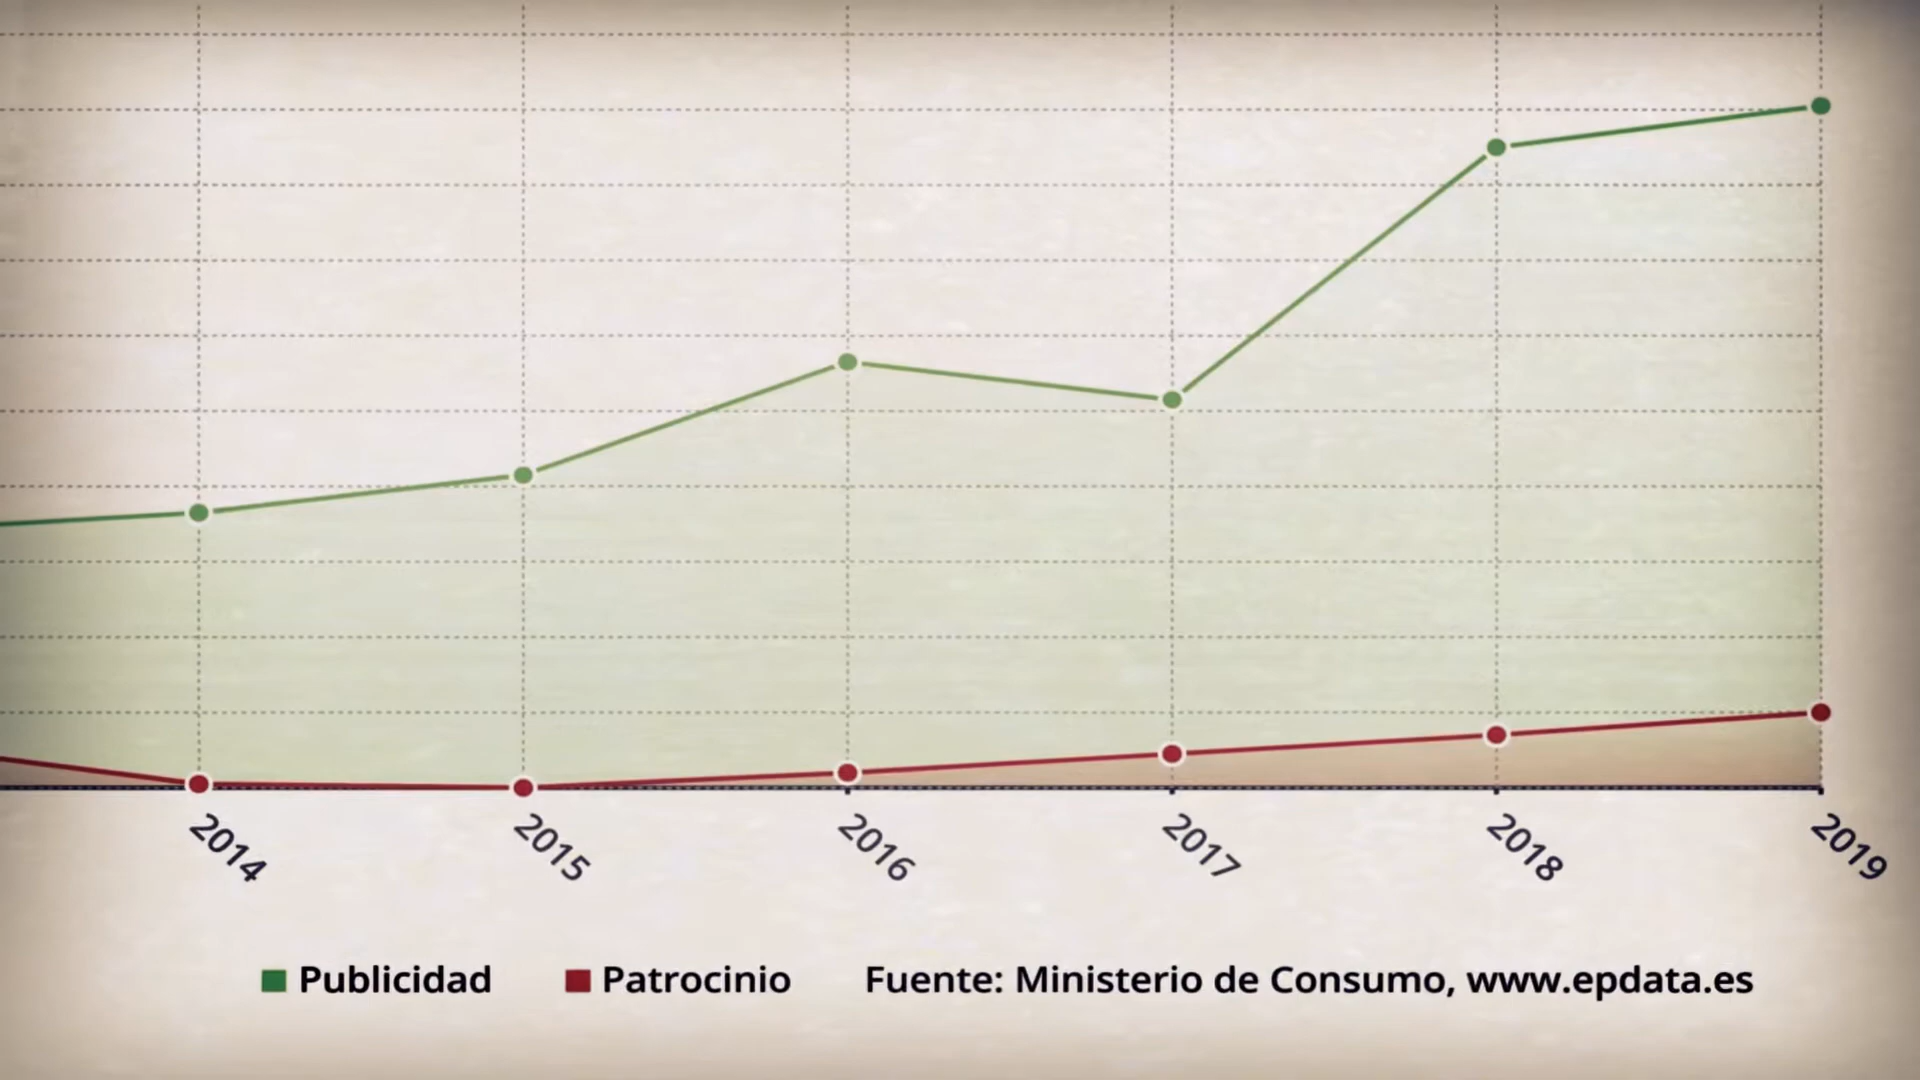 2014 2015 2016 2017 2018 2019
Publicidad Patrocinio Fuente: Ministerio de Consumo, www.epdata.es